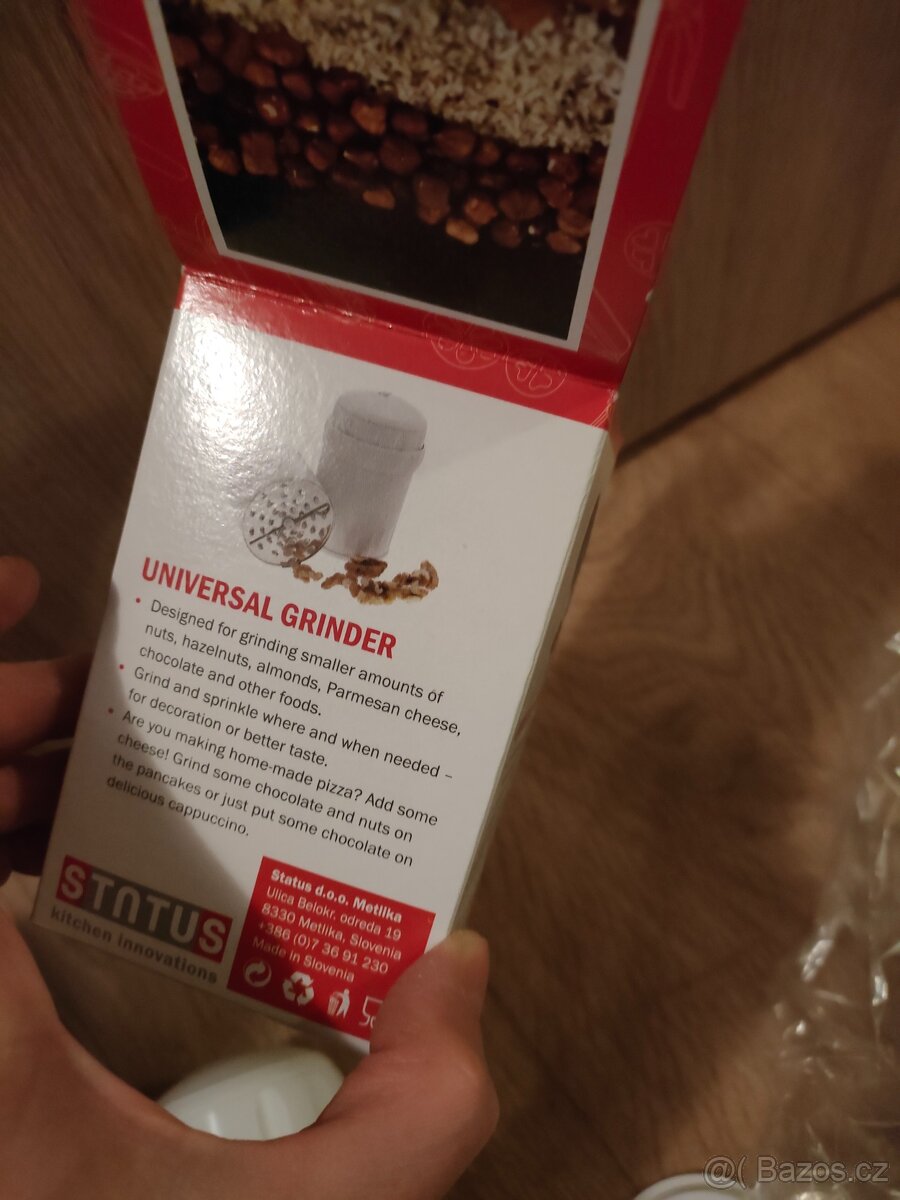 UNIVERSAL GRINDER
• Designed for grinding smaller amounts of
nuts, hazelnuts, almonds, Parmesan cheese,
chocolate and other foods.
• Grind and sprinkle where and when needed –
for decoration or better taste.
• Are you making home-made pizza? Add some
cheese! Grind some chocolate and nuts on
the pancakes or just put some chocolate on
delicious cappuccino.
STATUS
kitchen innovations
Status d.o.o. Metlika
Ulica Belokr. odreda 19
8330 Metlika, Slovenia
+386 (0)7 36 91 230
Made in Slovenia
@( Bazos.cz